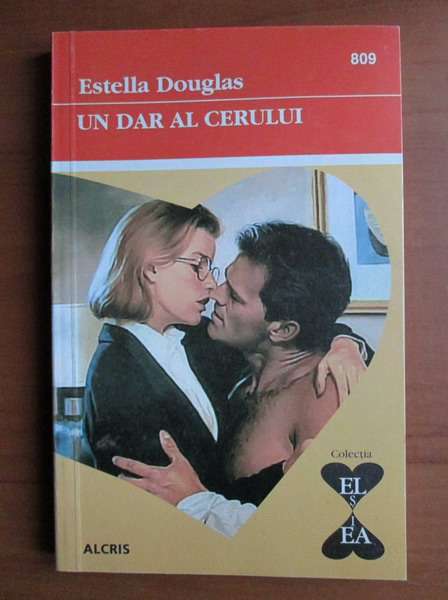 809
Estella Douglas
UN DAR AL CERULUI
Colecția
EL
ȘI
EA
ALCRIS